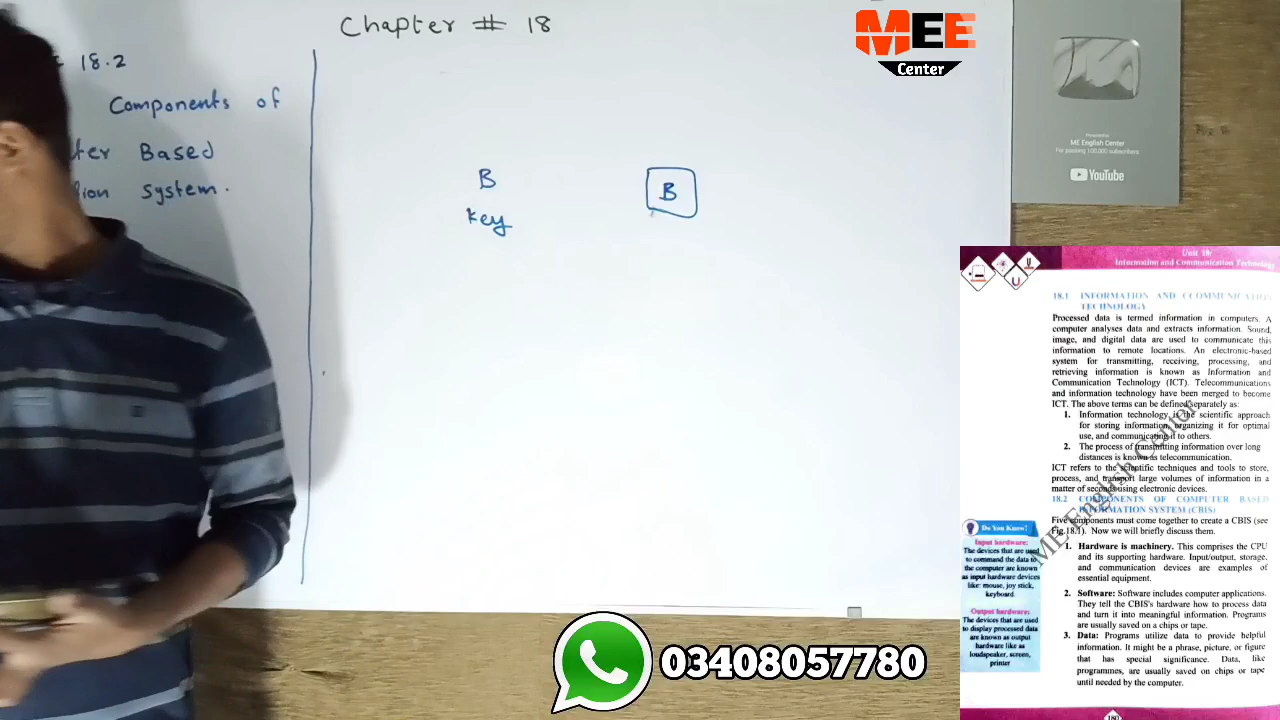 Chapter # 18
18.2
Components of
ter Based
tion system.
B
key
B
MEE
Center
Presented to
ME English Center
For passing 100,000 subscribers
YouTube
Unit 18/
Information and Communication Technology
18.1 INFORMATION AND CCOMMUNICATION
TECHNOLOGY
Processed data is termed information in computers. A
computer analyses data and extracts information. Sound,
image, and digital data are used to communicate this
information to remote locations. An electronic-based
system for transmitting, receiving, processing, and
retrieving information is known as Information and
Communication Technology (ICT). Telecommunications
and information technology have been merged to become
ICT. The above terms can be defined separately as:
1. Information technology is the scientific approach
for storing information, organizing it for optimal
use, and communicating it to others.
2. The process of transmitting information over long
distances is known as telecommunication.
ICT refers to the scientific techniques and tools to store,
process, and transport large volumes of information in a
matter of seconds using electronic devices.
18.2 COMPONENTS OF COMPUTER BASED
INFORMATION SYSTEM (CBIS)
Five components must come together to create a CBIS (see
Fig.18.1). Now we will briefly discuss them.
1. Hardware is machinery. This comprises the CPU
and its supporting hardware. Input/output, storage,
and communication devices are examples of
essential equipment.
2. Software: Software includes computer applications.
They tell the CBIS's hardware how to process data
and turn it into meaningful information. Programs
are usually saved on a chips or tape.
3. Data: Programs utilize data to provide helpful
information. It might be a phrase, picture, or figure
that has special significance. Data, like
programmes, are usually saved on chips or tape
until needed by the computer.
Do You Know!
Input hardware:
The devices that are used
to command the data to
the computer are known
as input hardware devices
like: mouse, joy stick,
keyboard.
Output hardware:
The devices that are used
to display processed data
are known as output
hardware like as
loudspeaker, screen,
printer
ME English Center
180
03408057780